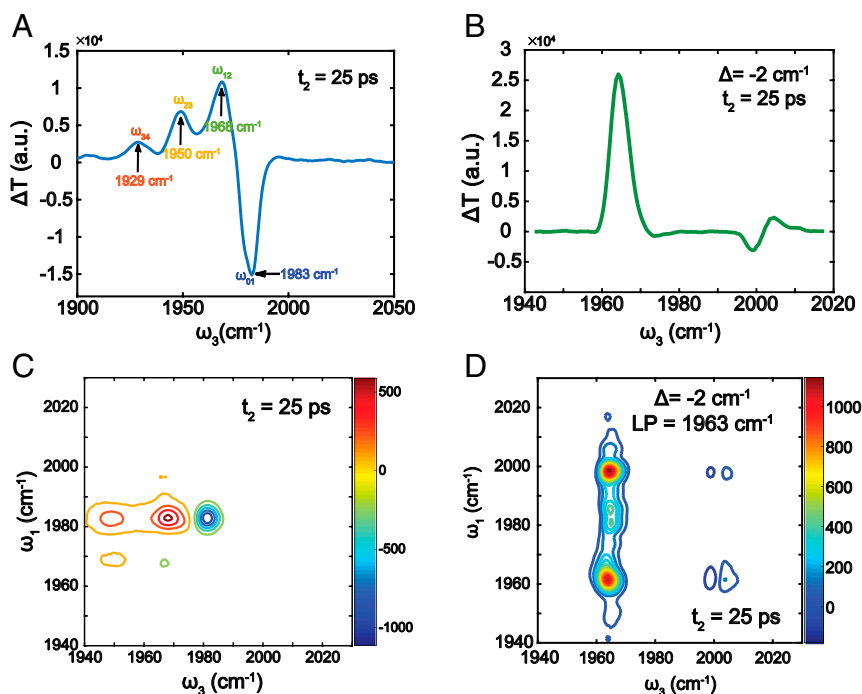 A
×10⁴
1.5
1
0.5
0
-0.5
-1
-1.5
ΔT (a.u.)
t₂ = 25 ps
ω₁₂
1968 cm⁻¹
ω₂₃
1950 cm⁻¹
ω₃₄
1929 cm⁻¹
ω₀₁
1983 cm⁻¹
1900 1950 2000 2050
ω₃(cm⁻¹)
B
×10⁴
3
2.5
2
1.5
1
0.5
0
-0.5
ΔT (a.u.)
Δ= -2 cm⁻¹
t₂ = 25 ps
1940 1960 1980 2000 2020
ω₃(cm⁻¹)
C
t₂ = 25 ps
2020
2000
1980
1960
1940
ω₁ (cm⁻¹)
1940 1960 1980 2000 2020
ω₃ (cm⁻¹)
500
0
-500
-1000
D
Δ= -2 cm⁻¹
LP = 1963 cm⁻¹
t₂ = 25 ps
2020
2000
1980
1960
1940
ω₁ (cm⁻¹)
1940 1960 1980 2000 2020
ω₃ (cm⁻¹)
1000
800
600
400
200
0